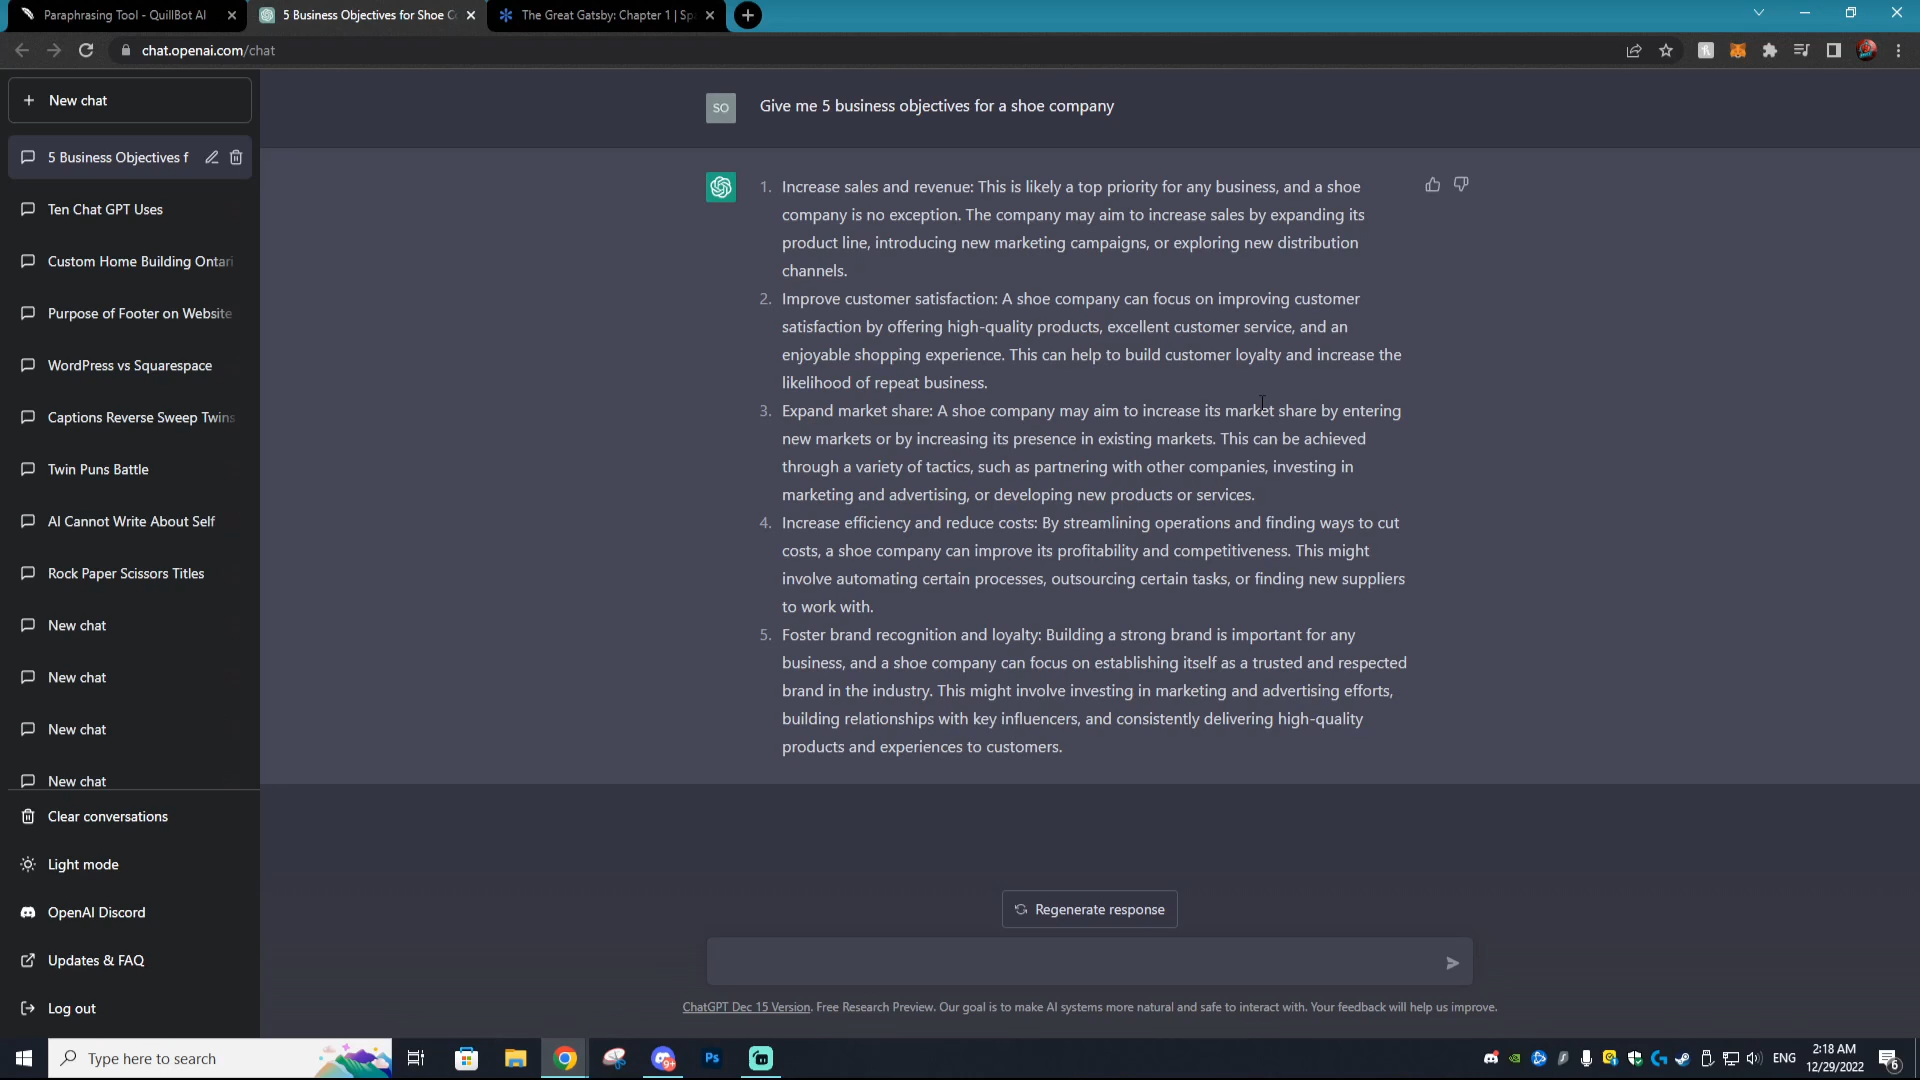 Paraphrasing Tool - QuillBot AI
5 Business Objectives for Shoe Co
The Great Gatsby: Chapter 1 | Spa
chat.openai.com/chat
New chat
5 Business Objectives f
Ten Chat GPT Uses
Custom Home Building Ontari
Purpose of Footer on Website
WordPress vs Squarespace
Captions Reverse Sweep Twins
Twin Puns Battle
AI Cannot Write About Self
Rock Paper Scissors Titles
New chat
New chat
New chat
New chat
Clear conversations
Light mode
OpenAI Discord
Updates & FAQ
Log out
SO
Give me 5 business objectives for a shoe company
1. Increase sales and revenue: This is likely a top priority for any business, and a shoe
company is no exception. The company may aim to increase sales by expanding its
product line, introducing new marketing campaigns, or exploring new distribution
channels.
2. Improve customer satisfaction: A shoe company can focus on improving customer
satisfaction by offering high-quality products, excellent customer service, and an
enjoyable shopping experience. This can help to build customer loyalty and increase the
likelihood of repeat business.
3. Expand market share: A shoe company may aim to increase its market share by entering
new markets or by increasing its presence in existing markets. This can be achieved
through a variety of tactics, such as partnering with other companies, investing in
marketing and advertising, or developing new products or services.
4. Increase efficiency and reduce costs: By streamlining operations and finding ways to cut
costs, a shoe company can improve its profitability and competitiveness. This might
involve automating certain processes, outsourcing certain tasks, or finding new suppliers
to work with.
5. Foster brand recognition and loyalty: Building a strong brand is important for any
business, and a shoe company can focus on establishing itself as a trusted and respected
brand in the industry. This might involve investing in marketing and advertising efforts,
building relationships with key influencers, and consistently delivering high-quality
products and experiences to customers.
Regenerate response
ChatGPT Dec 15 Version. Free Research Preview. Our goal is to make AI systems more natural and safe to interact with. Your feedback will help us improve.
Type here to search
9+
Ps
ENG
2:18 AM
12/29/2022
6